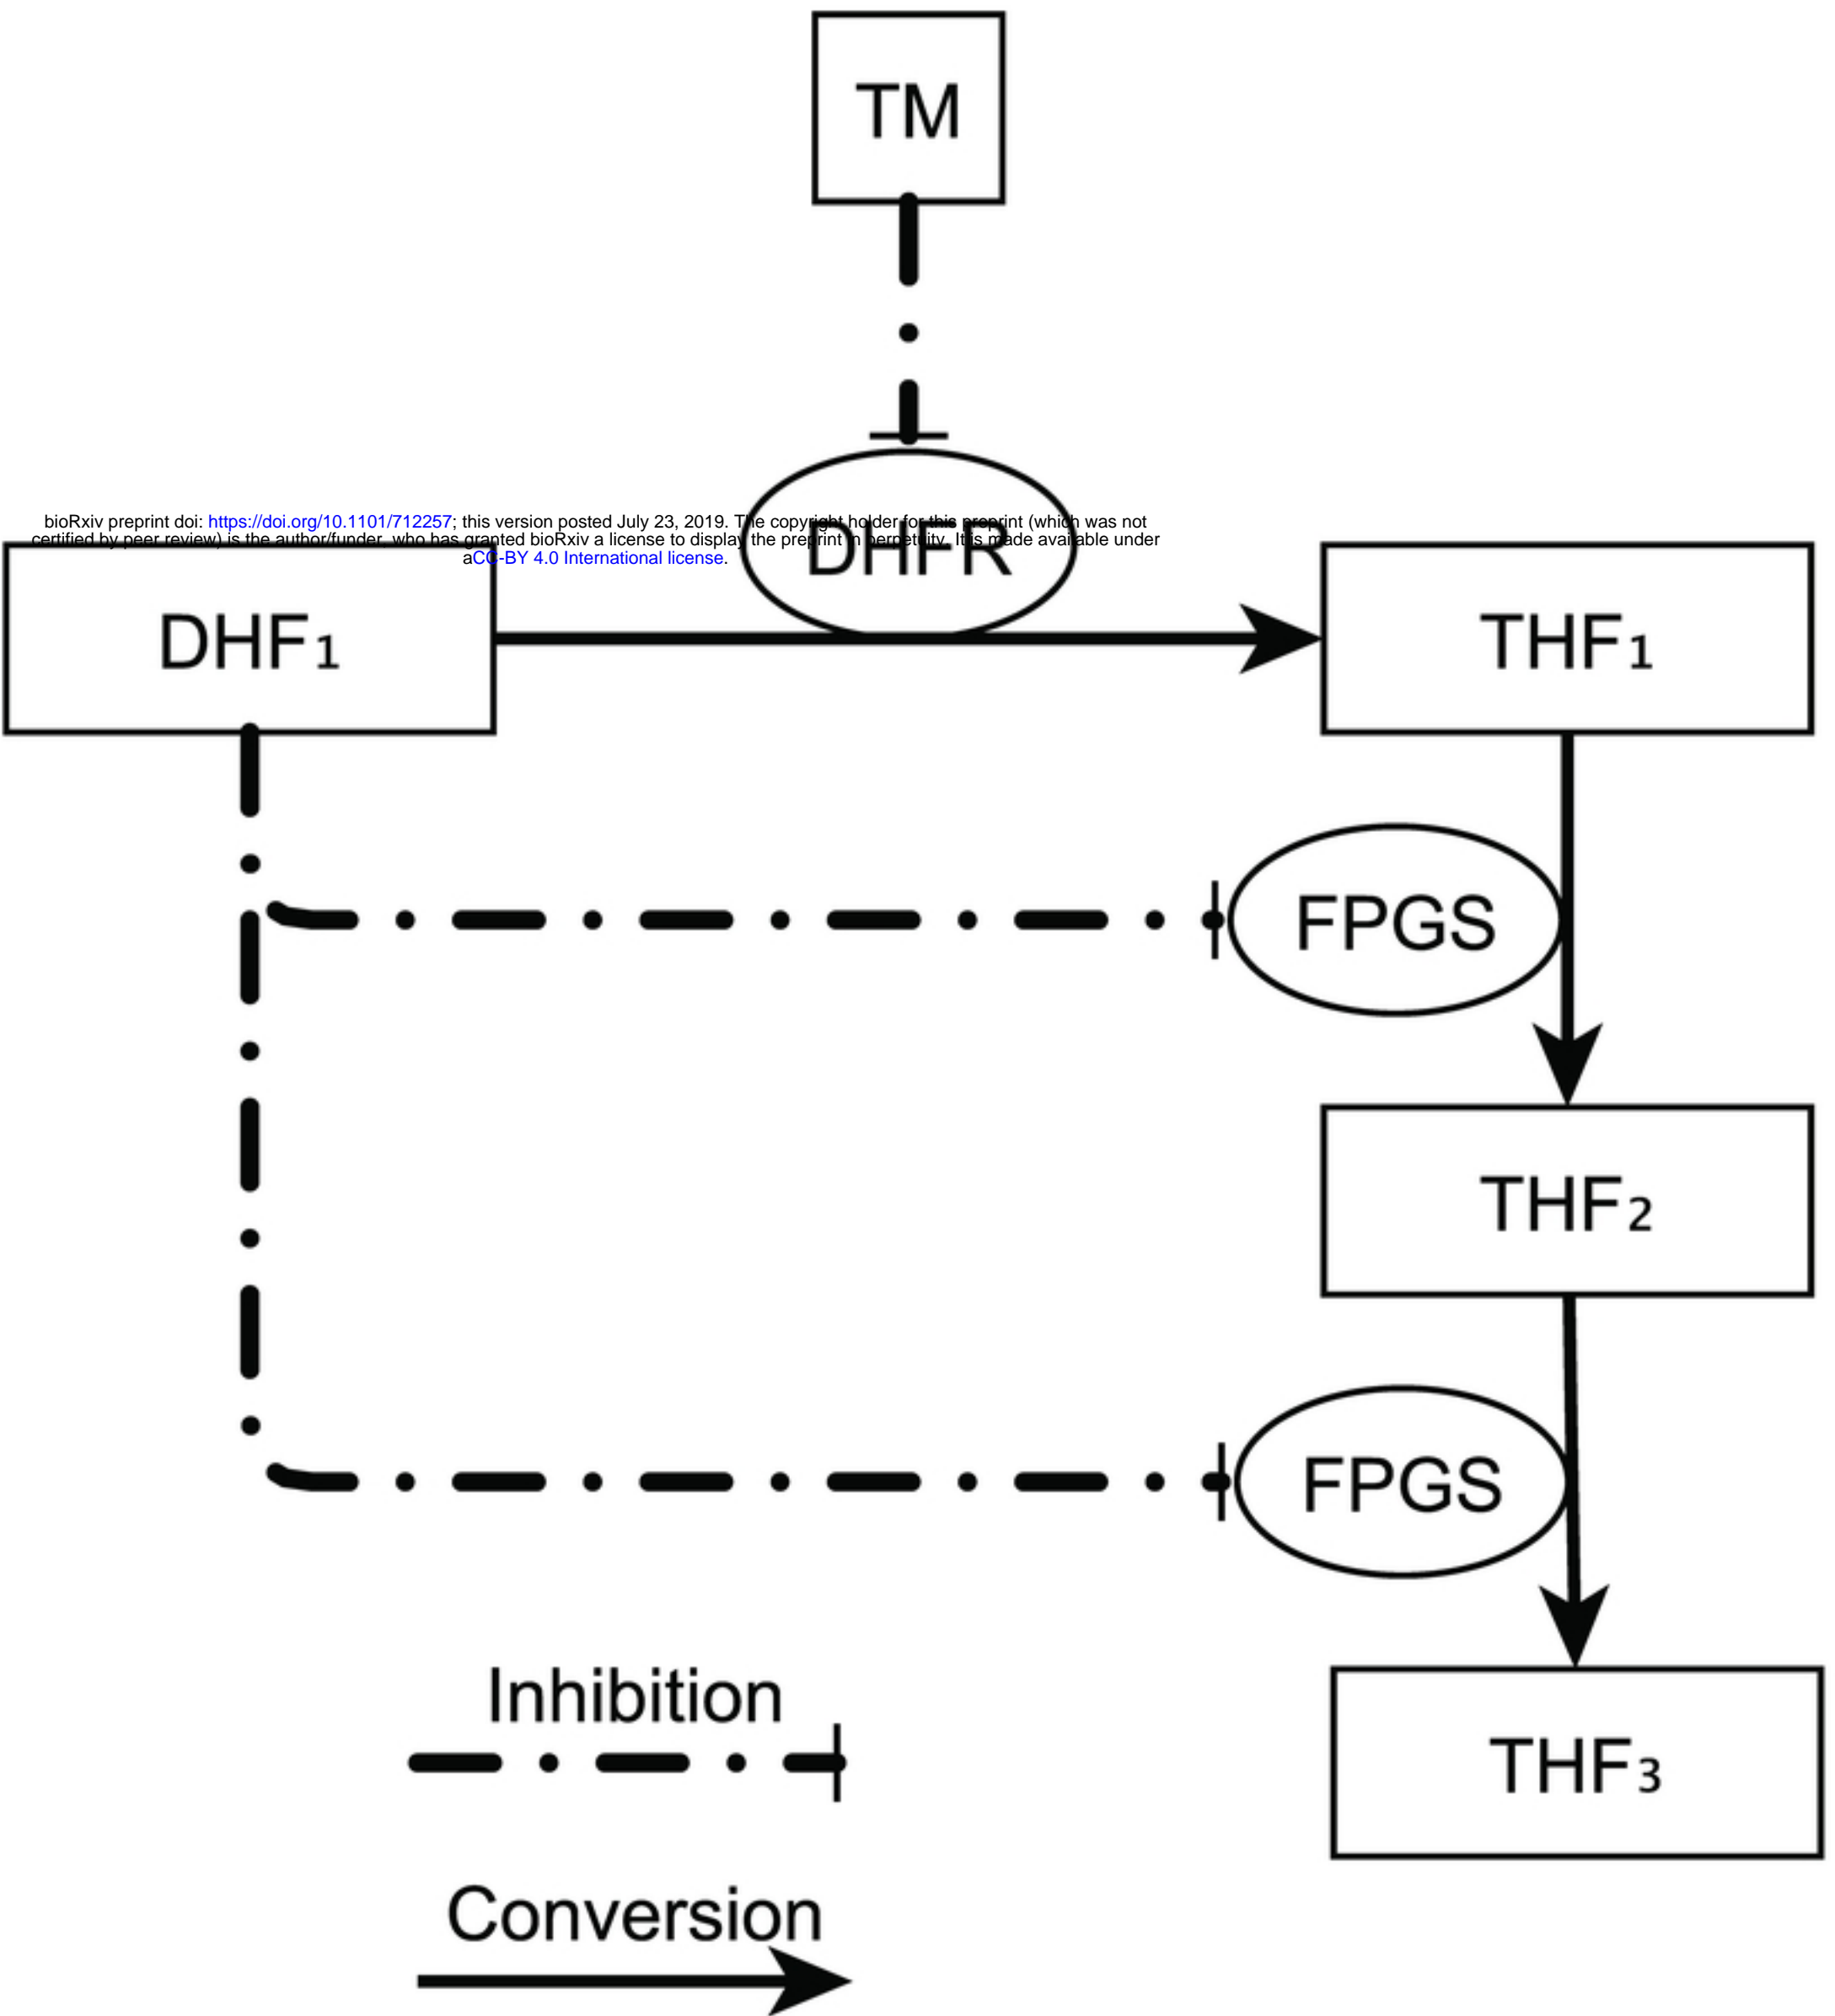 TM
bioRxiv preprint doi: https://doi.org/10.1101/712257; this version posted July 23, 2019. The copyright holder for this preprint (which was not
certified by peer review) is the author/funder, who has granted bioRxiv a license to display the preprint in perpetuity. It is made available under
aCC-BY 4.0 International license.
DHFR
DHF1
THF1
FPGS
THF2
FPGS
Inhibition
THF3
Conversion